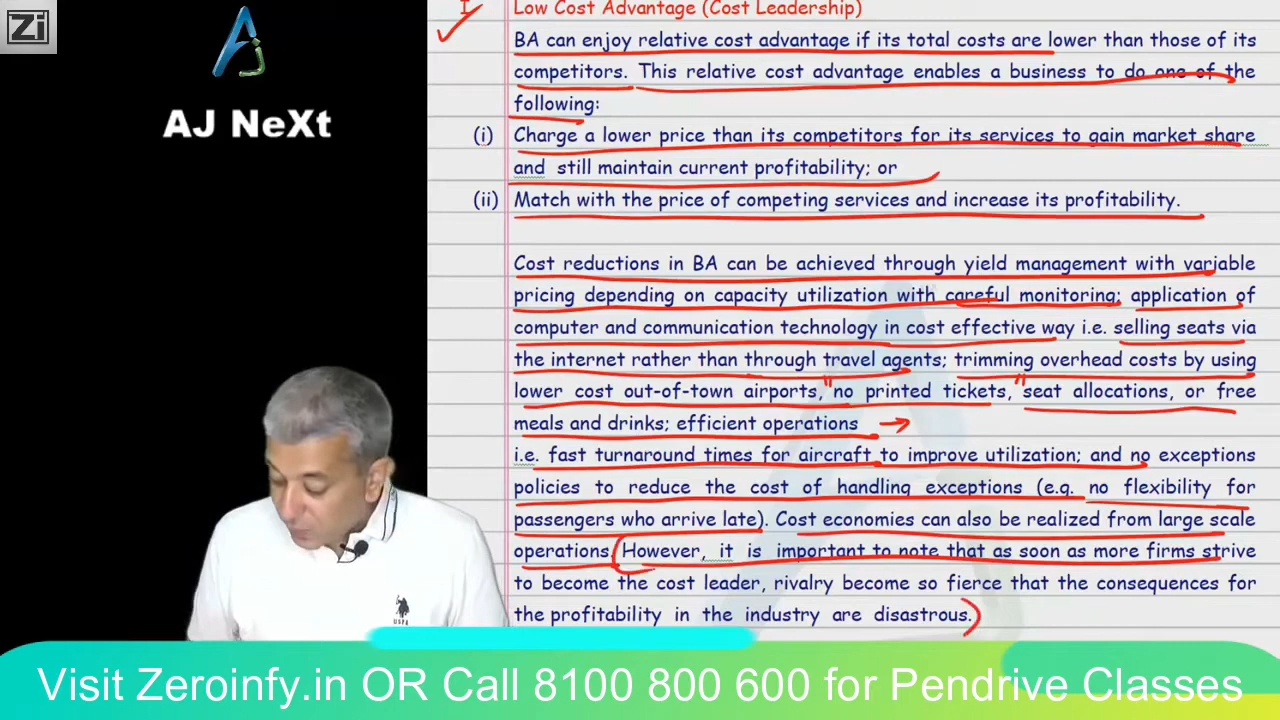 Zi
AJ NeXt
I
Low Cost Advantage (Cost Leadership)
BA can enjoy relative cost advantage if its total costs are lower than those of its
competitors. This relative cost advantage enables a business to do one of the
following:
(i) Charge a lower price than its competitors for its services to gain market share
and still maintain current profitability; or
(ii) Match with the price of competing services and increase its profitability.
Cost reductions in BA can be achieved through yield management with variable
pricing depending on capacity utilization with careful monitoring; application of
computer and communication technology in cost effective way i.e. selling seats via
the internet rather than through travel agents; trimming overhead costs by using
lower cost out-of-town airports, no printed tickets, seat allocations, or free
meals and drinks; efficient operations
i.e. fast turnaround times for aircraft to improve utilization; and no exceptions
policies to reduce the cost of handling exceptions (e.q. no flexibility for
passengers who arrive late). Cost economies can also be realized from large scale
operations. However, it is important to note that as soon as more firms strive
to become the cost leader, rivalry become so fierce that the consequences for
the profitability in the industry are disastrous.
USPA
Visit Zeroinfy.in OR Call 8100 800 600 for Pendrive Classes